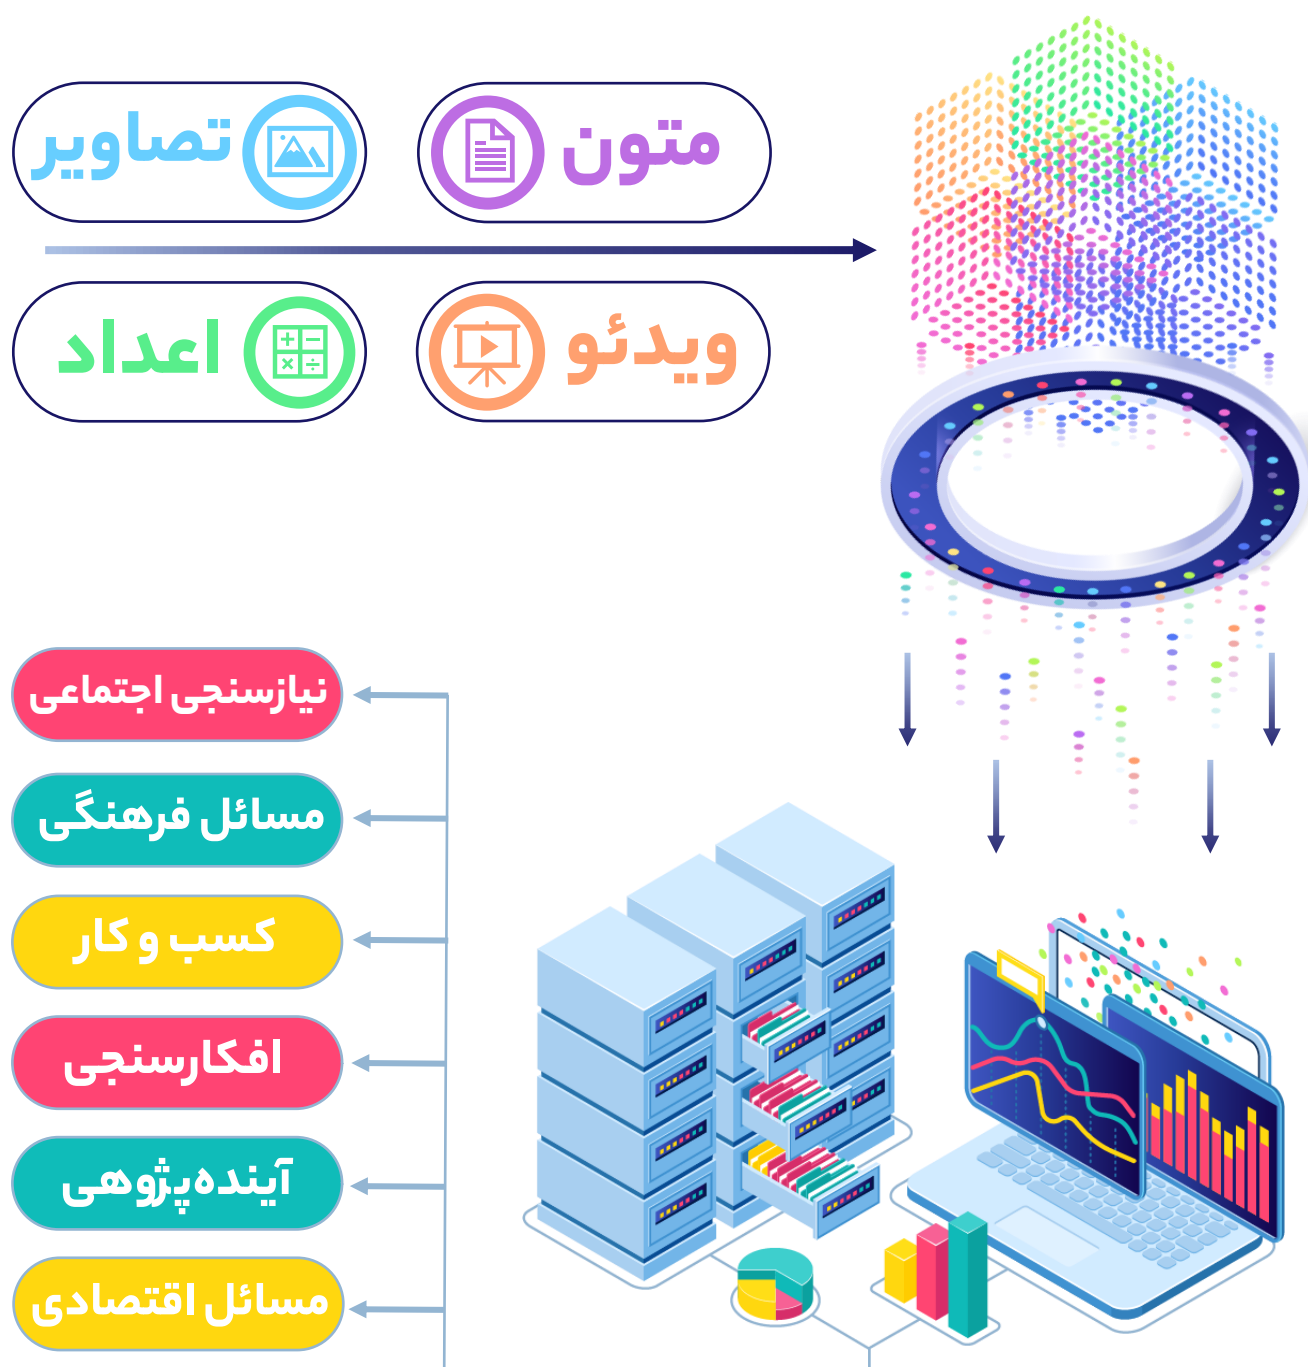 متون
تصاویر
ویدئو
اعداد
نیازسنجی اجتماعی
مسائل فرهنگی
کسب و کار
افکارسنجی
آینده‌پژوهی
مسائل اقتصادی